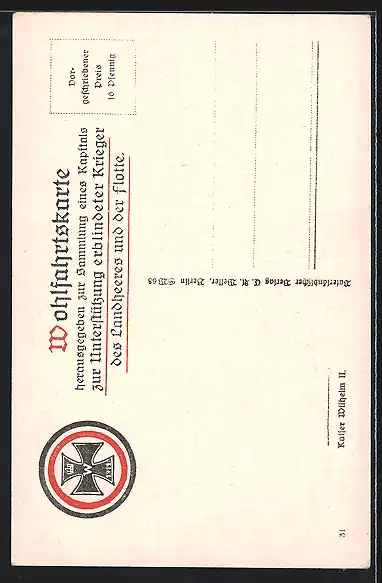 Wohlfahrtskarte
herausgegeben zur Sammlung eines Kapitals
zur Unterstützung erblindeter Krieger
des Landheeres und der Flotte.
Vor-
geschriebener
Preis
10 Pfennig
W
1914
Vaterländischer Verlag C. A. Weller, Berlin SW 68
Kaiser Wilhelm II.
31